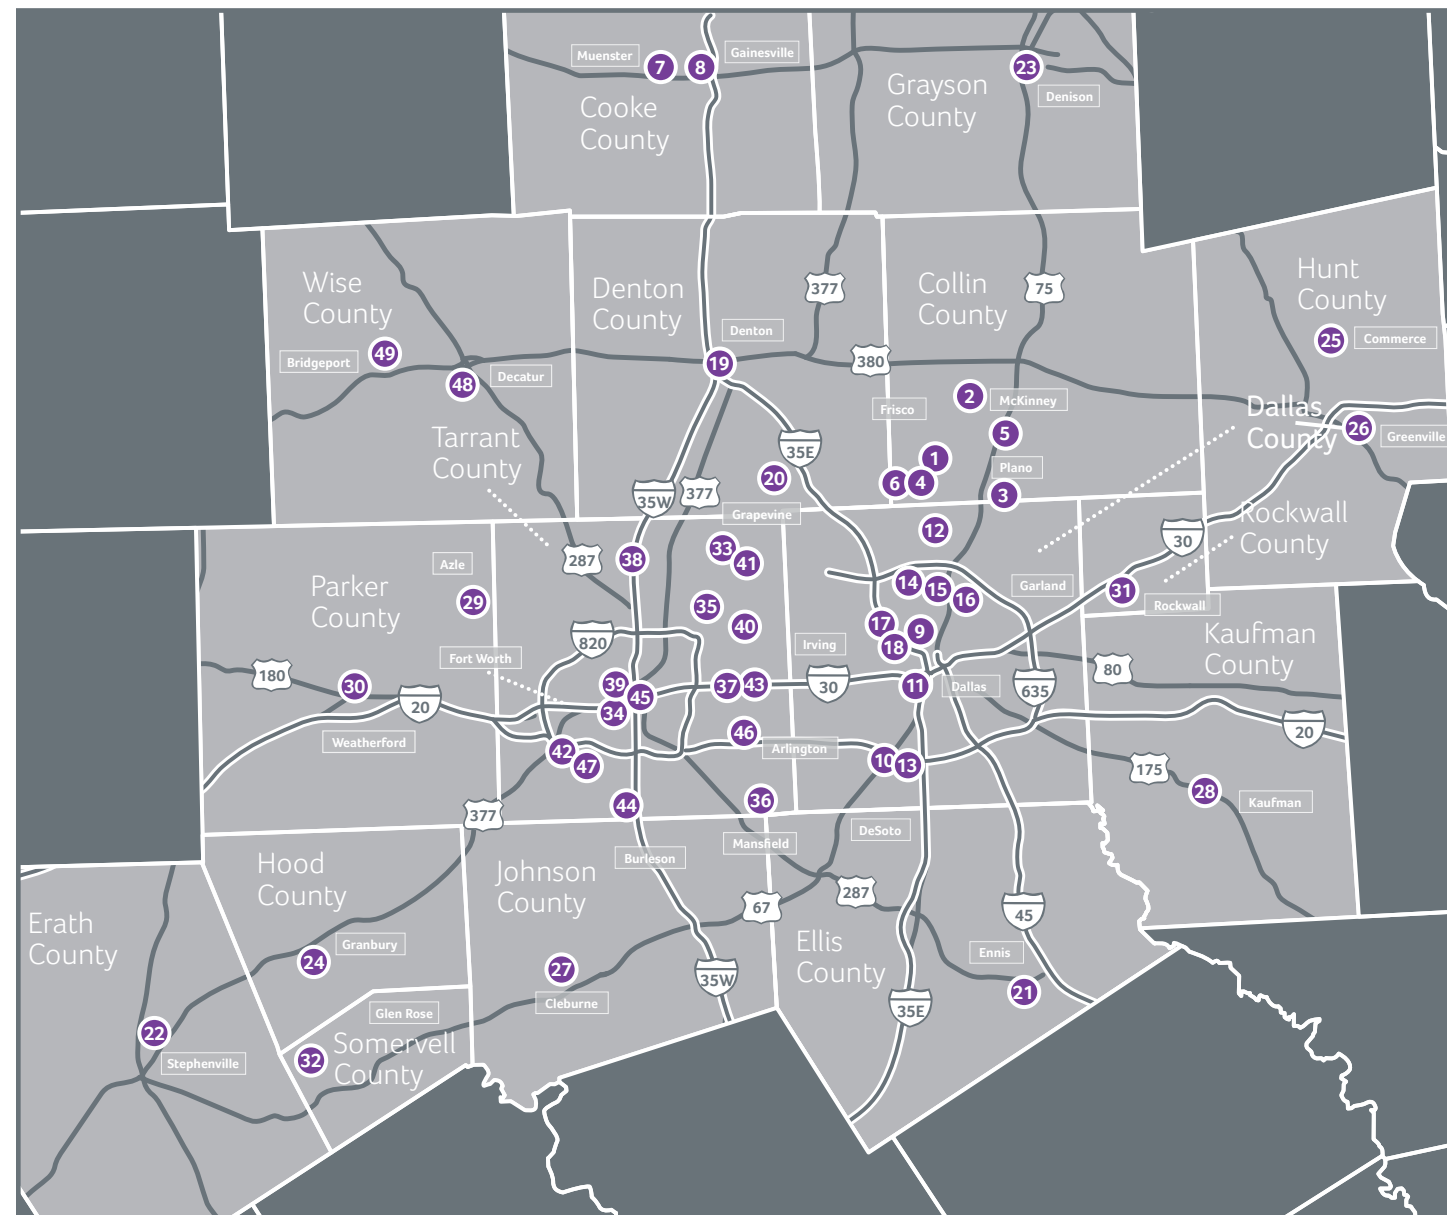 Muenster
7
8
Gainesville
23
Denison
Cooke
County
Grayson
County
Wise
County
Denton
County
377
Collin
County
75
Hunt
County
Bridgeport
49
48
Decatur
Denton
19
380
25
Commerce
2
McKinney
Frisco
5
Dallas
County
26
Greenville
Tarrant
County
35E
1
Plano
6
4
3
20
35W
377
Grapevine
12
30
Rockwall
County
Azle
38
287
33
41
29
Parker
County
14
15
16
Garland
31
Rockwall
35
40
17
9
18
Irving
820
Kaufman
County
Fort Worth
180
30
20
39
45
34
37
43
30
11
Dallas
635
80
Weatherford
46
Arlington
42
47
10
13
20
175
28
Kaufman
377
44
36
Mansfield
DeSoto
Burleson
Hood
County
Johnson
County
67
287
45
Erath
County
Granbury
24
27
Cleburne
35W
Ellis
County
Ennis
21
35E
Glen Rose
22
Stephenville
32
Somervell
County